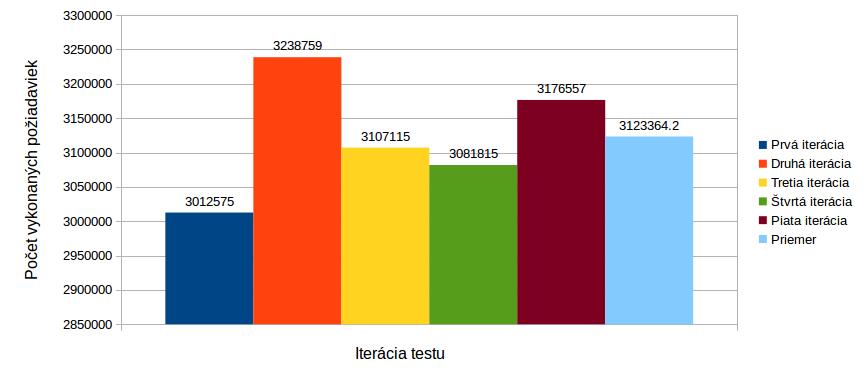 Počet vykonaných požiadaviek
3300000
3250000
3200000
3150000
3100000
3050000
3000000
2950000
2900000
2850000
3012575
3238759
3107115
3081815
3176557
3123364.2
Iterácia testu
Prvá iterácia
Druhá iterácia
Tretia iterácia
Štvrtá iterácia
Piata iterácia
Priemer